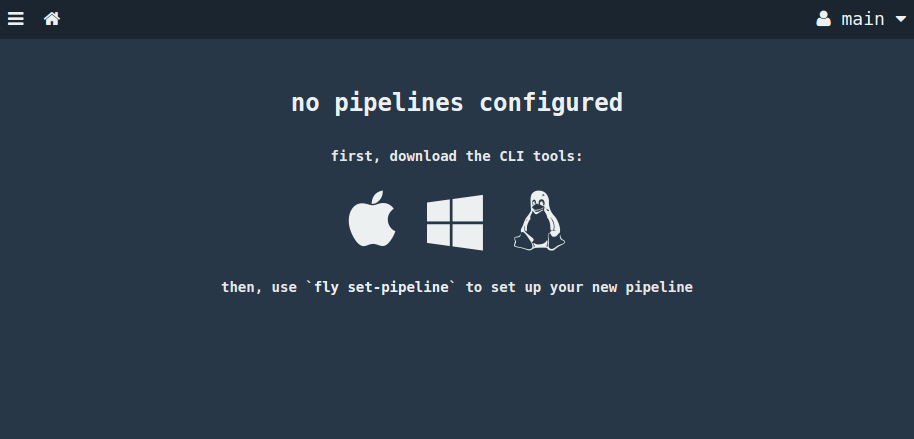 main
no pipelines configured
first, download the CLI tools:
then, use `fly set-pipeline` to set up your new pipeline